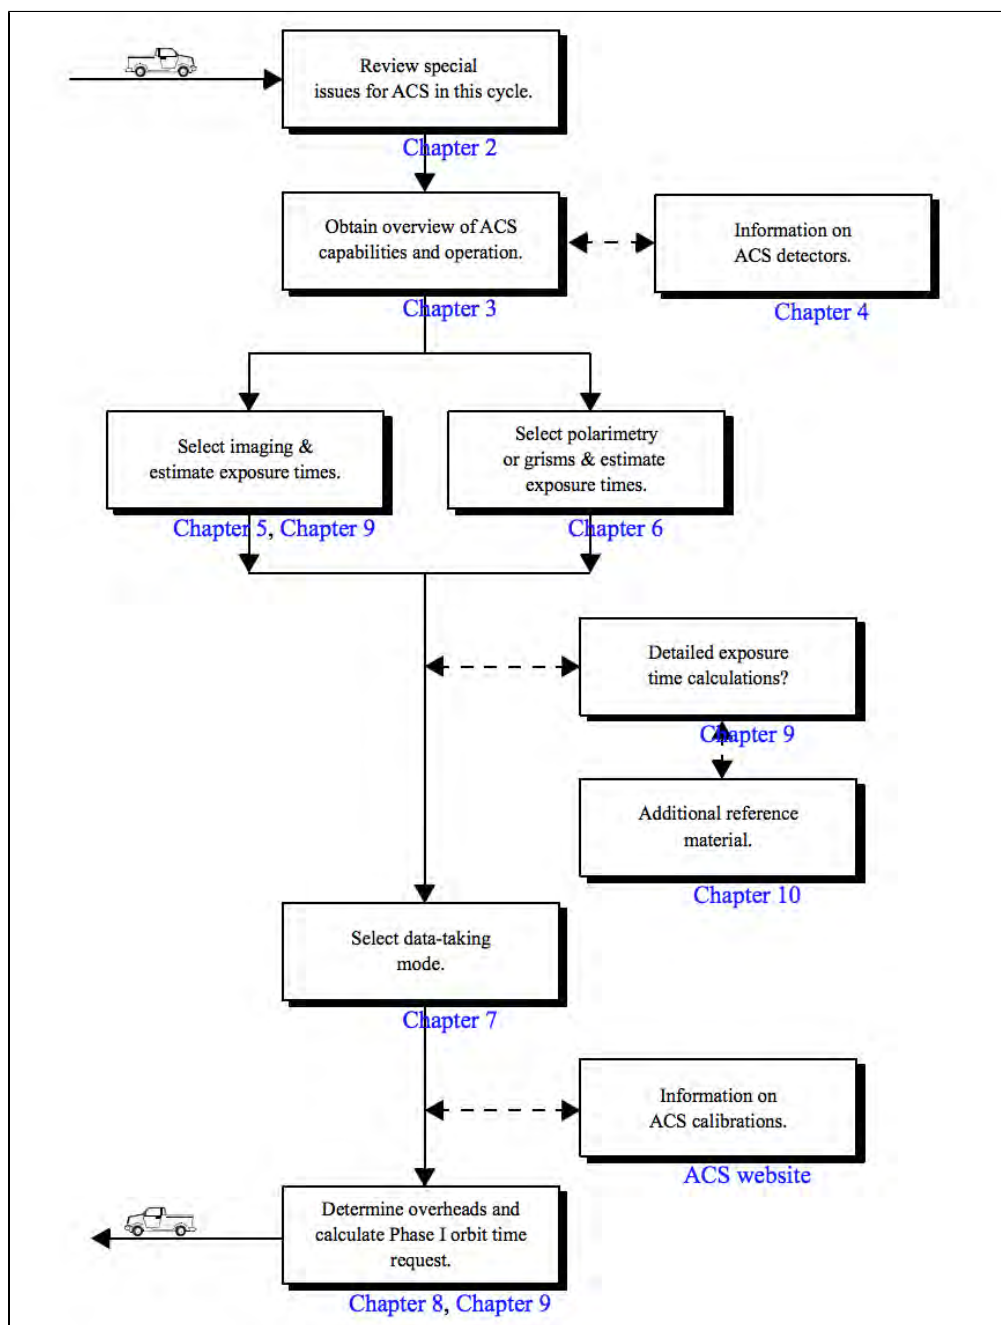 Review special
issues for ACS in this cycle.
Chapter 2
Obtain overview of ACS
capabilities and operation.
Chapter 3
Information on
ACS detectors.
Chapter 4
Select imaging &
estimate exposure times.
Chapter 5, Chapter 9
Select polarimetry
or grisms & estimate
exposure times.
Chapter 6
Detailed exposure
time calculations?
Chapter 9
Additional reference
material.
Chapter 10
Select data-taking
mode.
Chapter 7
Information on
ACS calibrations.
ACS website
Determine overheads and
calculate Phase I orbit time
request.
Chapter 8, Chapter 9